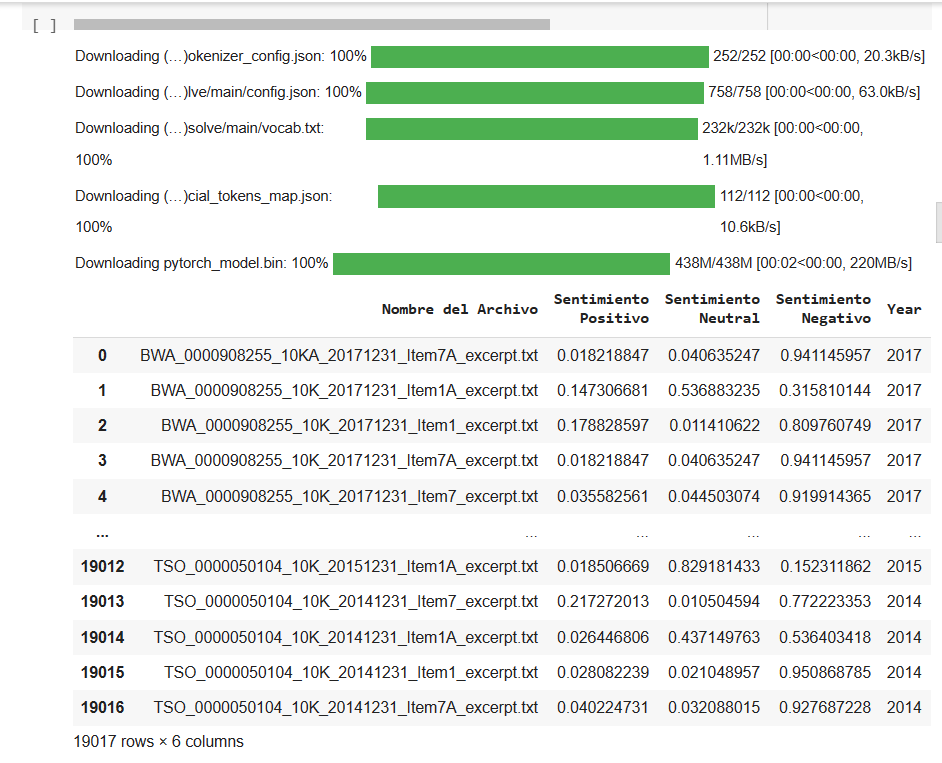 [ ]
Downloading (…)okenizer_config.json: 100% 252/252 [00:00<00:00, 20.3kB/s]
Downloading (…)lve/main/config.json: 100% 758/758 [00:00<00:00, 63.0kB/s]
Downloading (…)solve/main/vocab.txt: 232k/232k [00:00<00:00,
100% 1.11MB/s]
Downloading (…)cial_tokens_map.json: 112/112 [00:00<00:00,
100% 10.6kB/s]
Downloading pytorch_model.bin: 100% 438M/438M [00:02<00:00, 220MB/s]
Nombre del Archivo Sentimiento Positivo Sentimiento Neutral Sentimiento Negativo Year
0 BWA_0000908255_10KA_20171231_Item7A_excerpt.txt 0.018218847 0.040635247 0.941145957 2017
1 BWA_0000908255_10K_20171231_Item1A_excerpt.txt 0.147306681 0.536883235 0.315810144 2017
2 BWA_0000908255_10K_20171231_Item1_excerpt.txt 0.178828597 0.011410622 0.809760749 2017
3 BWA_0000908255_10K_20171231_Item7A_excerpt.txt 0.018218847 0.040635247 0.941145957 2017
4 BWA_0000908255_10K_20171231_Item7_excerpt.txt 0.035582561 0.044503074 0.919914365 2017
... ... ... ... ... ...
19012 TSO_0000050104_10K_20151231_Item1A_excerpt.txt 0.018506669 0.829181433 0.152311862 2015
19013 TSO_0000050104_10K_20141231_Item7_excerpt.txt 0.217272013 0.010504594 0.772223353 2014
19014 TSO_0000050104_10K_20141231_Item1A_excerpt.txt 0.026446806 0.437149763 0.536403418 2014
19015 TSO_0000050104_10K_20141231_Item1_excerpt.txt 0.028082239 0.021048957 0.950868785 2014
19016 TSO_0000050104_10K_20141231_Item7A_excerpt.txt 0.040224731 0.032088015 0.927687228 2014
19017 rows × 6 columns